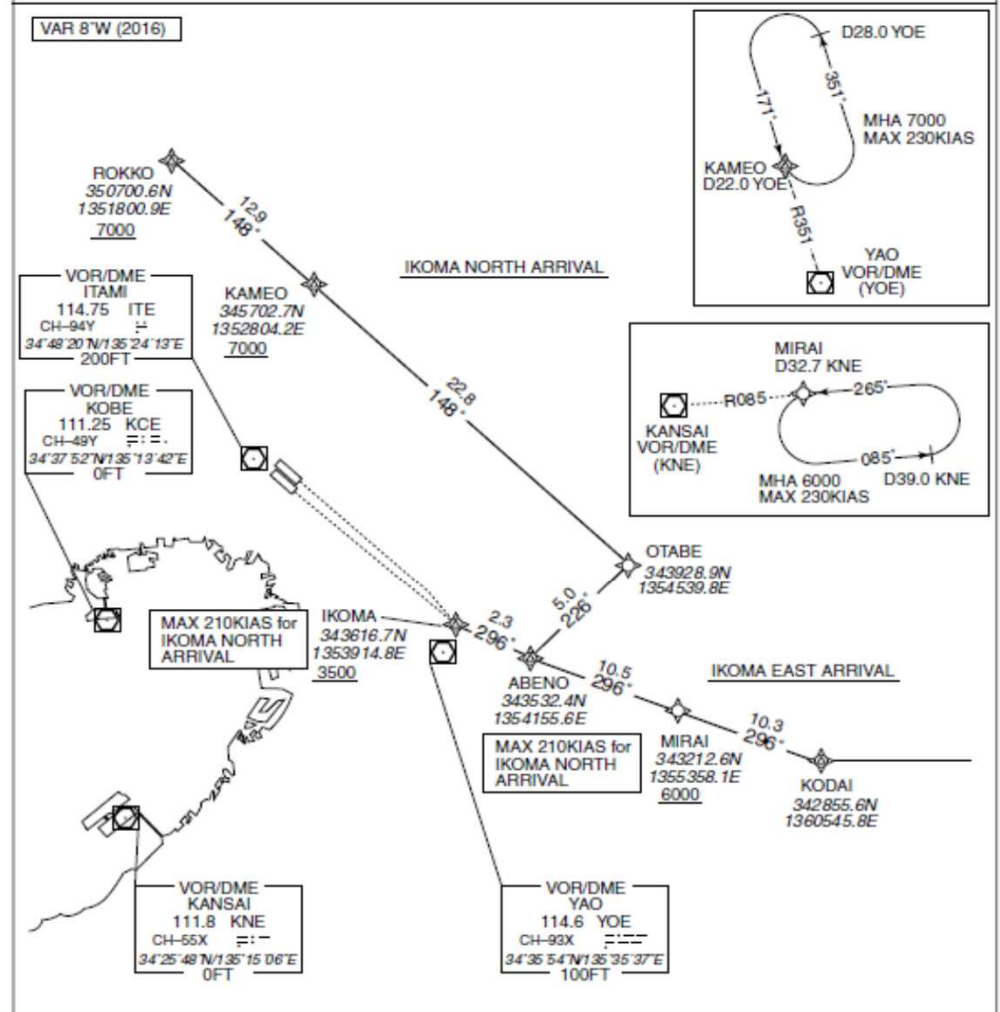 VAR 8°W (2016)
D28.0 YOE
351°
171°
MHA 7000
MAX 230KIAS
KAMEO
D22.0 YOE
R351
YAO
VOR/DME
(YOE)
ROKKO
350700.6N
1351800.9E
7000
12.9
148°
IKOMA NORTH ARRIVAL
VOR/DME
ITAMI
114.75 ITE
CH-94Y
34°48'20"N/135°24'13"E
200FT
KAMEO
345702.7N
1352804.2E
7000
22.8
148°
MIRAI
D32.7 KNE
R085
265°
KANSAI
VOR/DME
(KNE)
085°
D39.0 KNE
MHA 6000
MAX 230KIAS
VOR/DME
KOBE
111.25 KCE
CH-49Y
34°37'52"N/135°13'42"E
0FT
OTABE
343928.9N
1354539.8E
5.0
226°
MAX 210KIAS for
IKOMA NORTH
ARRIVAL
IKOMA
343616.7N
1353914.8E
3500
2.3
296°
ABENO
343532.4N
1354155.6E
10.5
296°
IKOMA EAST ARRIVAL
MAX 210KIAS for
IKOMA NORTH
ARRIVAL
MIRAI
343212.6N
1355358.1E
6000
10.3
296°
KODAI
342855.6N
1360545.8E
VOR/DME
KANSAI
111.8 KNE
CH-55X
34°25'48"N/135°15'06"E
0FT
VOR/DME
YAO
114.6 YOE
CH-93X
34°35'54"N/135°35'37"E
100FT